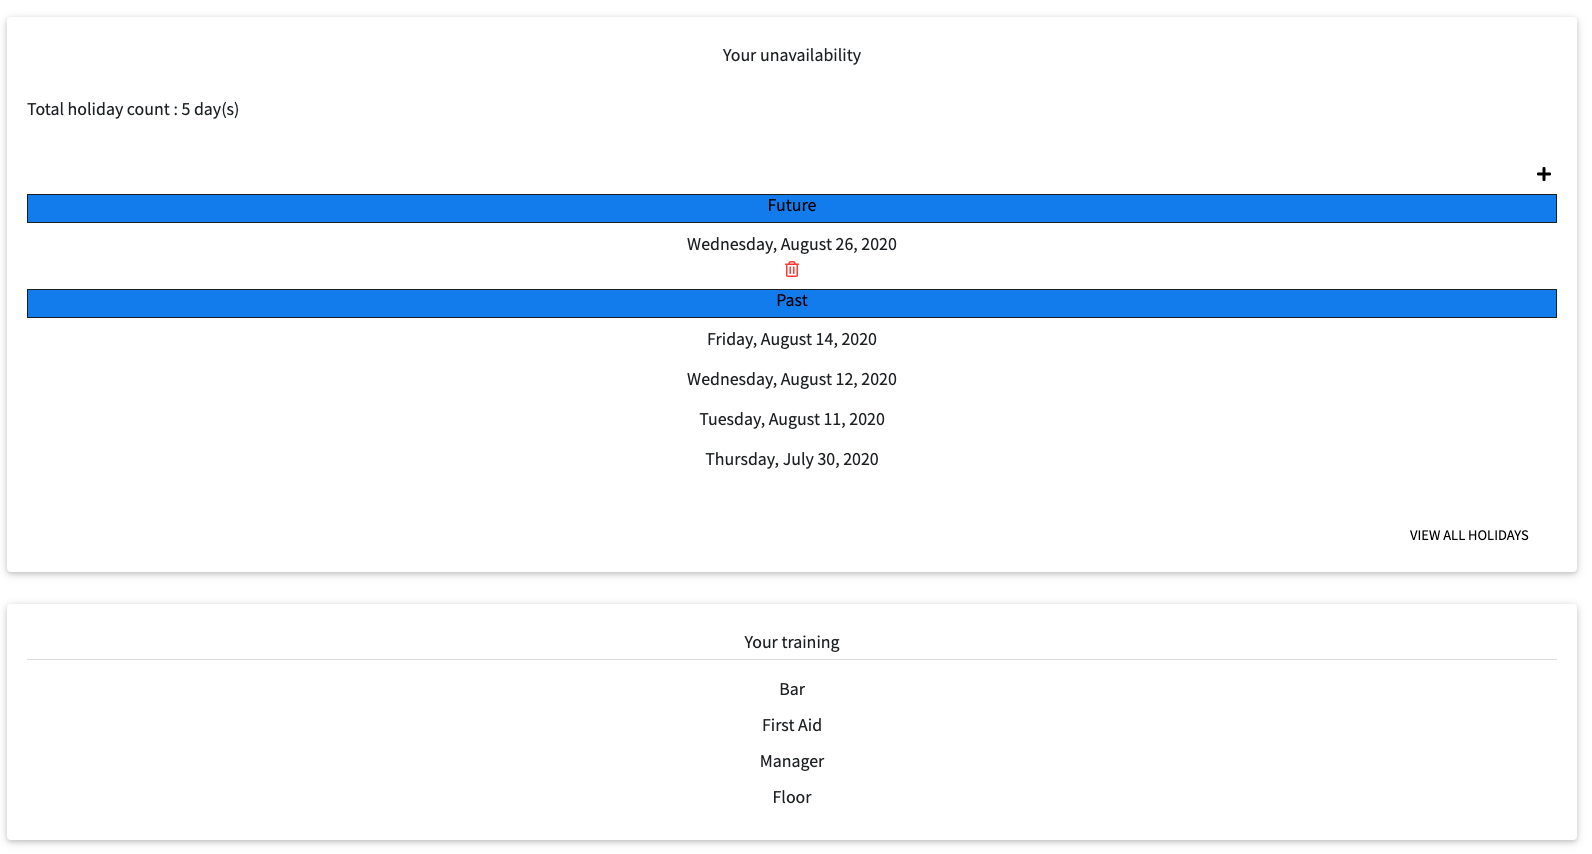 Your unavailability
Total holiday count : 5 day(s)
Future
Wednesday, August 26, 2020
Past
Friday, August 14, 2020
Wednesday, August 12, 2020
Tuesday, August 11, 2020
Thursday, July 30, 2020
VIEW ALL HOLIDAYS
Your training
Bar
First Aid
Manager
Floor